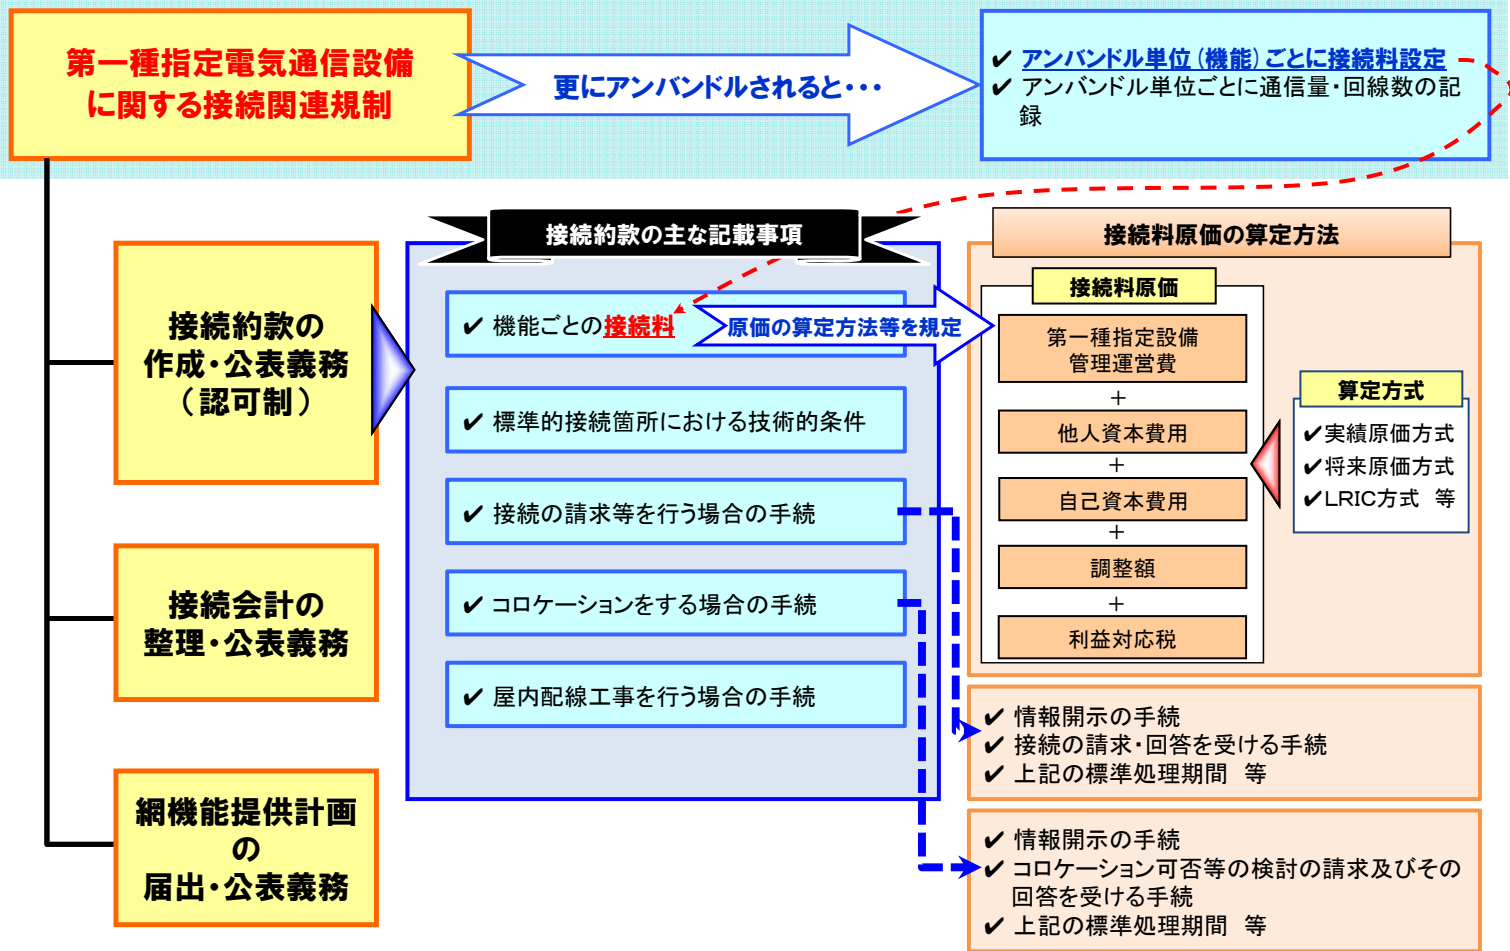 第一種指定電気通信設備
に関する接続関連規制
更にアンバンドルされると・・・
✔ アンバンドル単位(機能)ごとに接続料設定
✔ アンバンドル単位ごとに通信量・回線数の記
録
接続約款の
作成・公表義務
（認可制）
接続会計の
整理・公表義務
網機能提供計画
の
届出・公表義務
接続約款の主な記載事項
✔ 機能ごとの接続料
原価の算定方法等を規定
✔ 標準的接続箇所における技術的条件
✔ 接続の請求等を行う場合の手続
✔ コロケーションをする場合の手続
✔ 屋内配線工事を行う場合の手続
接続料原価の算定方法
接続料原価
第一種指定設備
管理運営費
＋
他人資本費用
＋
自己資本費用
＋
調整額
＋
利益対応税
算定方式
✔実績原価方式
✔将来原価方式
✔LRIC方式　等
✔ 情報開示の手続
✔ 接続の請求・回答を受ける手続
✔ 上記の標準処理期間　等
✔ 情報開示の手続
✔ コロケーション可否等の検討の請求及びその
回答を受ける手続
✔ 上記の標準処理期間　等